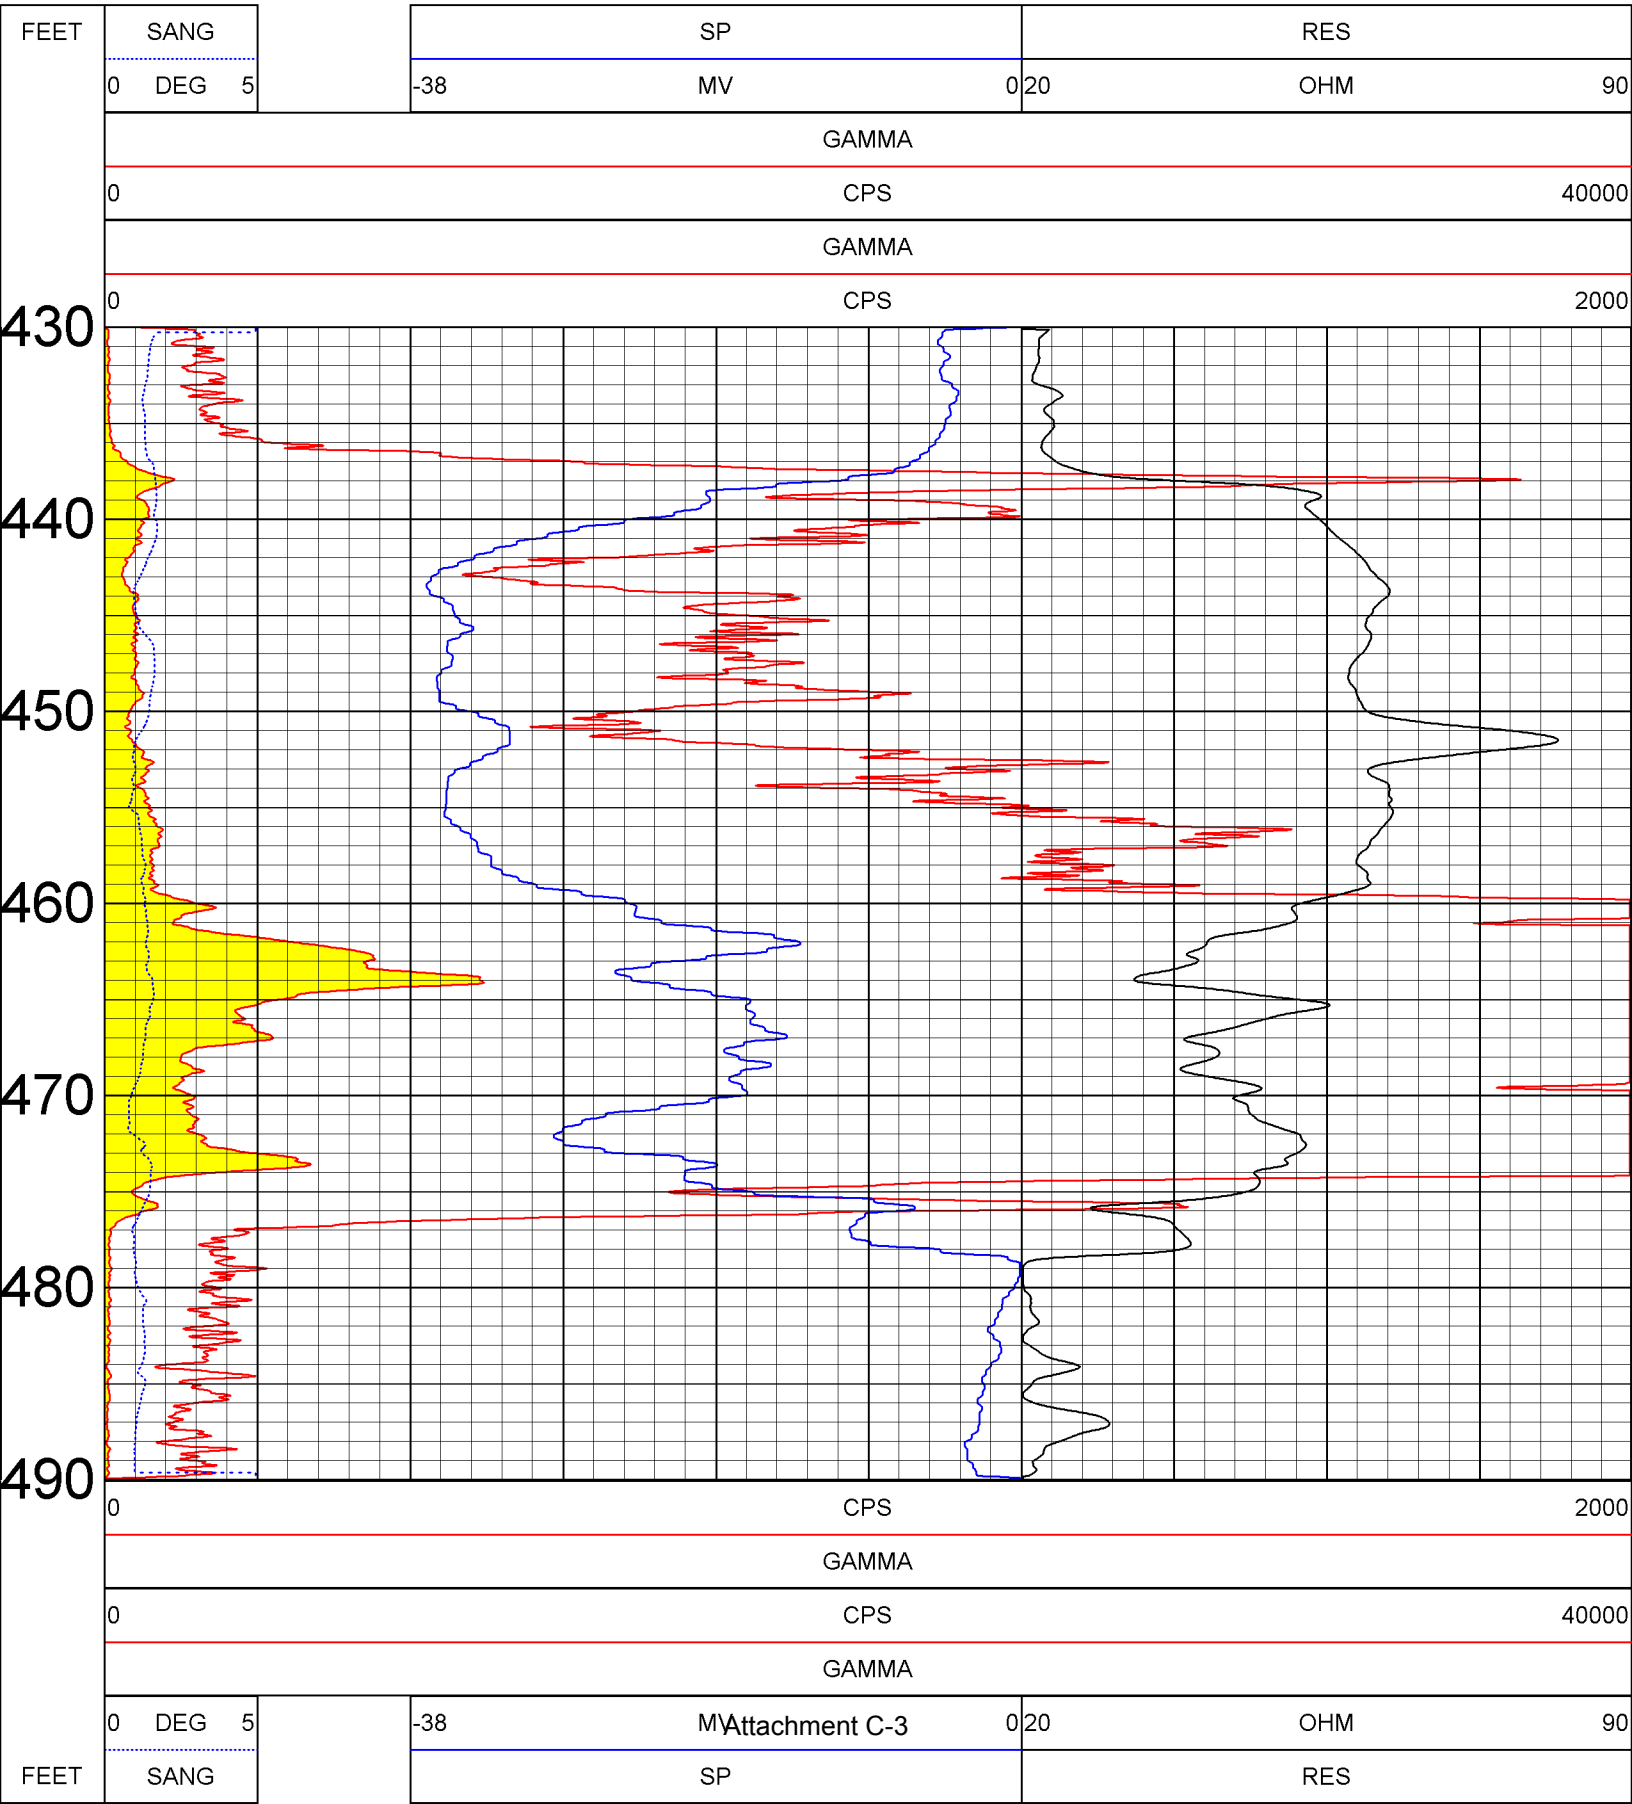 FEET SANG SP RES
0 DEG 5 -38 MV 0 20 OHM 90
GAMMA
0 CPS 40000
GAMMA
0 CPS 2000
430
440
450
460
470
480
490
0 CPS 2000
GAMMA
0 CPS 40000
GAMMA
0 DEG 5 -38 MV Attachment C-3 0 20 OHM 90
FEET SANG SP RES